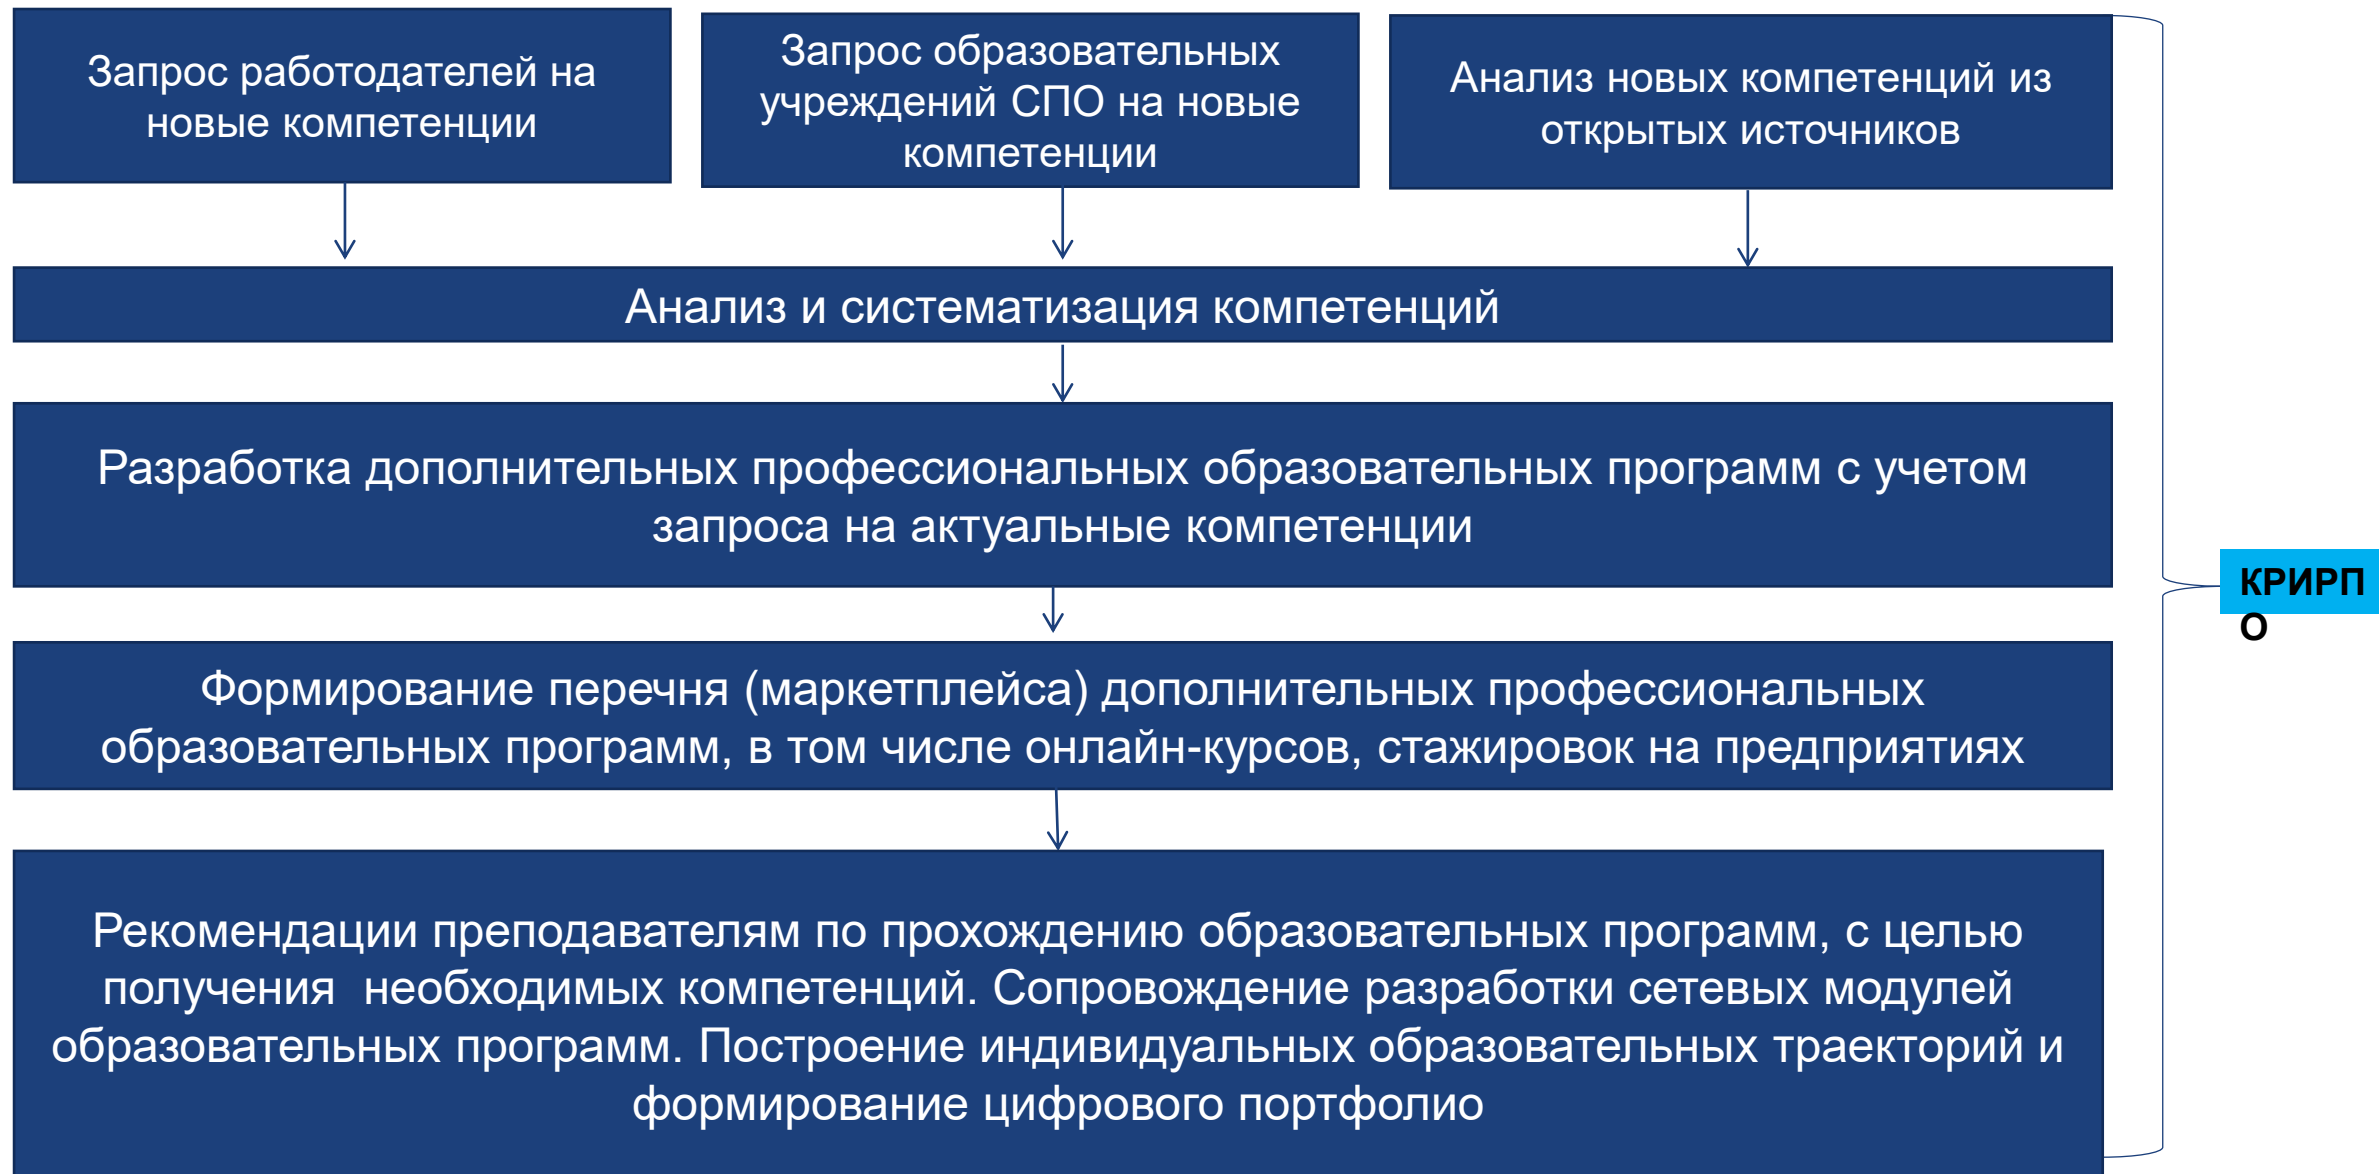 Запрос работодателей на
новые компетенции
Запрос образовательных
учреждений СПО на новые
компетенции
Анализ новых компетенций из
открытых источников
Анализ и систематизация компетенций
Разработка дополнительных профессиональных образовательных программ с учетом
запроса на актуальные компетенции
Формирование перечня (маркетплейса) дополнительных профессиональных
образовательных программ, в том числе онлайн-курсов, стажировок на предприятиях
Рекомендации преподавателям по прохождению образовательных программ, с целью
получения  необходимых компетенций. Сопровождение разработки сетевых модулей
образовательных программ. Построение индивидуальных образовательных траекторий и
формирование цифрового портфолио
КРИРП
О